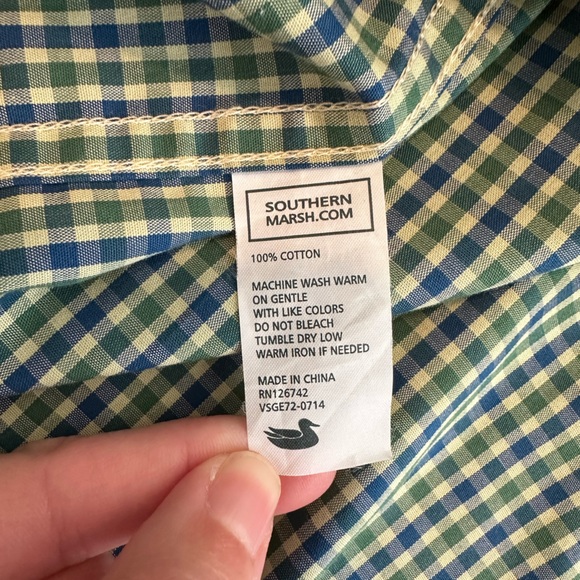 SOUTHERN
MARSH.COM
100% COTTON
MACHINE WASH WARM
ON GENTLE
WITH LIKE COLORS
DO NOT BLEACH
TUMBLE DRY LOW
WARM IRON IF NEEDED
MADE IN CHINA
RN126742
VSGE72-0714